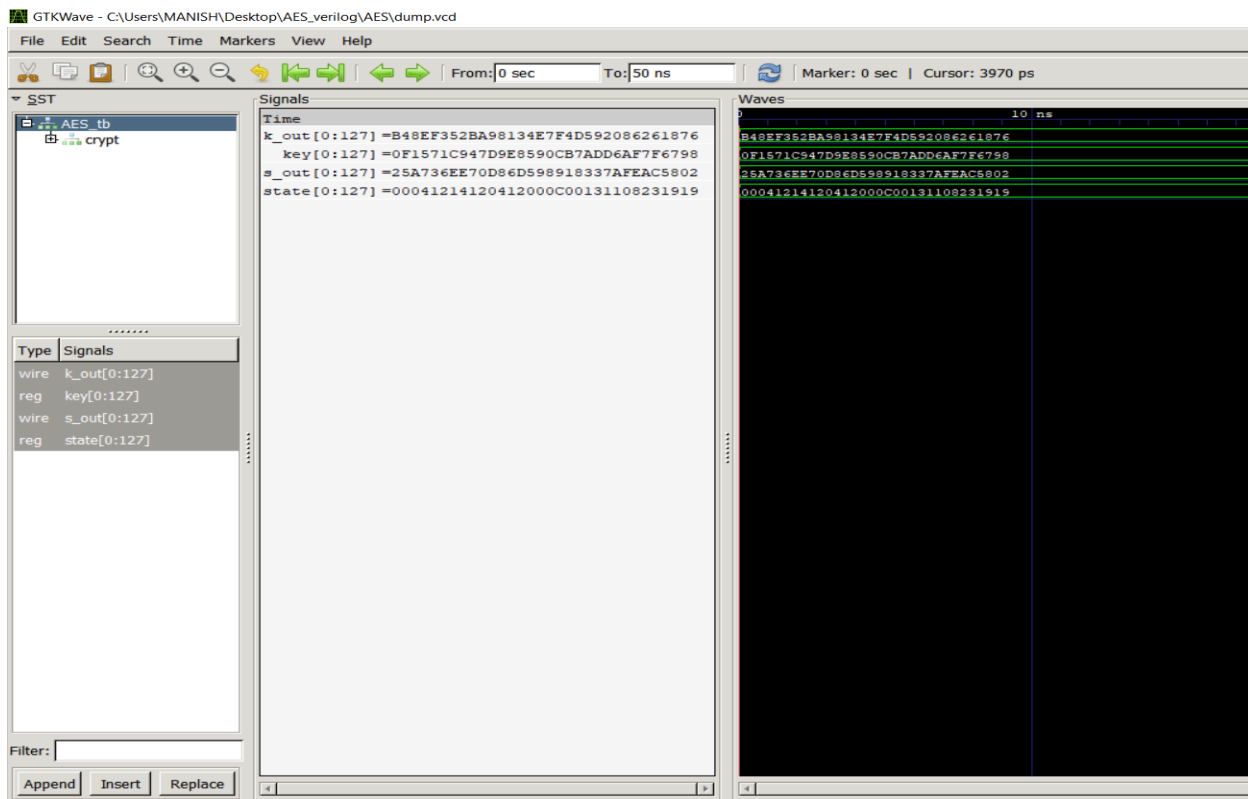 GTKWave - C:\Users\MANISH\Desktop\AES_verilog\AES\dump.vcd
File Edit Search Time Markers View Help
From: 0 sec To: 50 ns Marker: 0 sec | Cursor: 3970 ps
SST
AES_tb
crypt
Type Signals
wire k_out[0:127]
reg key[0:127]
wire s_out[0:127]
reg state[0:127]
Filter:
Append Insert Replace
Signals
Time
k_out[0:127] =B48EF352BA98134E7F4D592086261876
key[0:127] =0F1571C947D9E8590CB7ADD6AF7F6798
s_out[0:127] =25A736EE70D86D598918337AFEAC5802
state[0:127] =00041214120412000C00131108231919
Waves
10 ns
B48EF352BA98134E7F4D592086261876
0F1571C947D9E8590CB7ADD6AF7F6798
25A736EE70D86D598918337AFEAC5802
00041214120412000C00131108231919